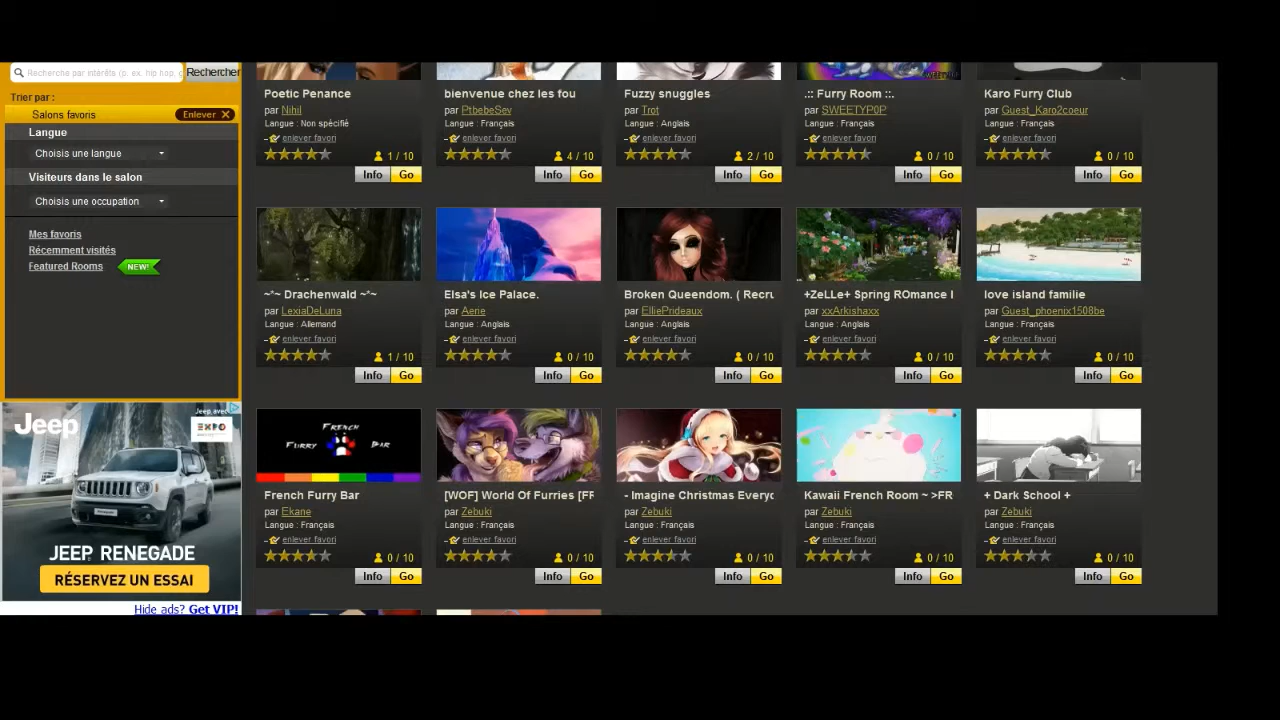 Recherche par intérêts (p. ex. hip hop, g
Rechercher
Trier par :
Salons favoris
Enlever X
Langue
Choisis une langue
Visiteurs dans le salon
Choisis une occupation
Mes favoris
Récemment visités
Featured Rooms
NEW!
Jeep
Jeep avec
EXPO
JEEP RENEGADE
RÉSERVEZ UN ESSAI
Hide ads? Get VIP!
Poetic Penance
par Nihil
Langue : Non spécifié
enlever favori
1 / 10
Info Go
bienvenue chez les fou
par PtbebeSev
Langue : Français
enlever favori
4 / 10
Info Go
Fuzzy snuggles
par Trot
Langue : Anglais
enlever favori
2 / 10
Info Go
.:: Furry Room ::.
par SWEETYP0P
Langue : Français
enlever favori
0 / 10
Info Go
Karo Furry Club
par Guest_Karo2coeur
Langue : Français
enlever favori
0 / 10
Info Go
~*~ Drachenwald ~*~
par LexiaDeLuna
Langue : Allemand
enlever favori
1 / 10
Info Go
Elsa's Ice Palace.
par Aerie
Langue : Anglais
enlever favori
0 / 10
Info Go
Broken Queendom. ( Recru
par ElliePrideaux
Langue : Anglais
enlever favori
0 / 10
Info Go
+ZeLLe+ Spring ROmance I
par xxArkishaxx
Langue : Anglais
enlever favori
0 / 10
Info Go
love island familie
par Guest_phoenix1508be
Langue : Français
enlever favori
0 / 10
Info Go
FRENCH
FURRY BAR
French Furry Bar
par Ekane
Langue : Français
enlever favori
0 / 10
Info Go
[WOF] World Of Furries [FR
par Zebuki
Langue : Français
enlever favori
0 / 10
Info Go
- Imagine Christmas Everyd
par Zebuki
Langue : Français
enlever favori
0 / 10
Info Go
Kawaii French Room ~ >FR
par Zebuki
Langue : Français
enlever favori
0 / 10
Info Go
+ Dark School +
par Zebuki
Langue : Français
enlever favori
0 / 10
Info Go